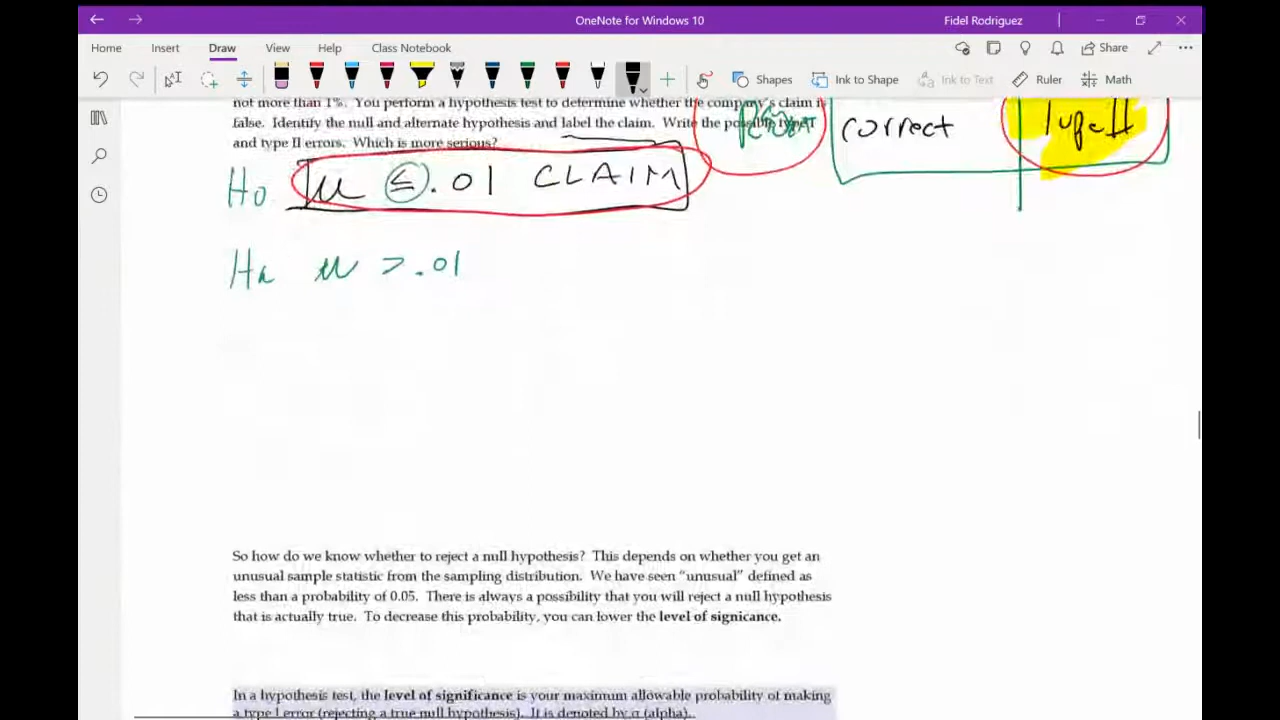 OneNote for Windows 10
Fidel Rodriguez
Home Insert Draw View Help Class Notebook
Share
Shapes Ink to Shape Ink to Text Ruler Math
not more than 1%. You perform a hypothesis test to determine whether the company's claim is
false. Identify the null and alternate hypothesis and label the claim. Write the possible type I
and type II errors. Which is more serious?
correct
type II
Ho μ ≤ .01 CLAIM
Ha μ > .01
So how do we know whether to reject a null hypothesis? This depends on whether you get an
unusual sample statistic from the sampling distribution. We have seen "unusual" defined as
less than a probability of 0.05. There is always a possibility that you will reject a null hypothesis
that is actually true. To decrease this probability, you can lower the level of signicance.
In a hypothesis test, the level of significance is your maximum allowable probability of making
a type I error (rejecting a true null hypothesis). It is denoted by α (alpha).